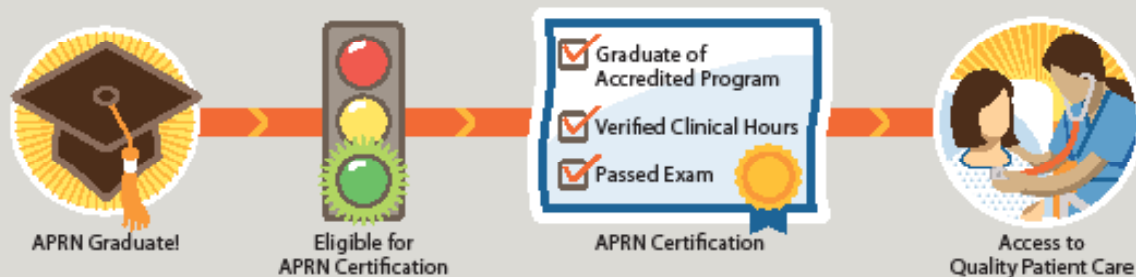 Graduate of
Accredited Program
Verified Clinical Hours
Passed Exam
APRN Graduate!
Eligible for
APRN Certification
APRN Certification
Access to
Quality Patient Care